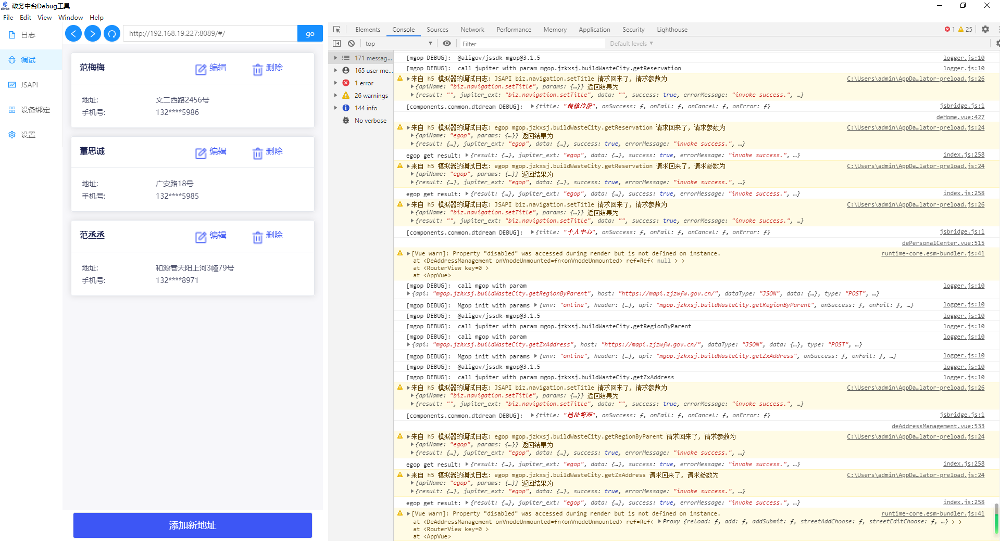 政务中台Debug工具
File Edit View Window Help
日志
调试
JSAPI
设备绑定
设置
http://192.168.19.227:8089/#/
go
范梅梅
编辑
删除
地址:
文二西路2456号
手机号:
132****5986
董思诚
编辑
删除
地址:
广安路18号
手机号:
132****5985
范丞丞
编辑
删除
地址:
和源巷天阳上河3幢79号
手机号:
132****8971
添加新地址
Elements Console Sources Network Performance Memory Application Security Lighthouse
1 25
top
Filter
Default levels
171 messag...
165 user me...
1 error
26 warnings
144 info
No verbose
[mgop DEBUG]: @aligov/jssdk-mgop@3.1.5 logger.js:10
[mgop DEBUG]: call jupiter with param mgop.jzkxsj.buildWasteCity.getReservation logger.js:10
来自 h5 模拟器的调试日志: JSAPI biz.navigation.setTitle 请求回来了, 请求参数为 C:\Users\admin\AppDa…lator-preload.js:26
{apiName: "biz.navigation.setTitle", params: {…}} 返回结果为
{result: "", jupiter_ext: "biz.navigation.setTitle", data: "", success: true, errorMessage: "invoke success.", …}
[components.common.dtdream DEBUG]: {title: "装修垃圾", onSuccess: ƒ, onFail: ƒ, onCancel: ƒ, onError: ƒ} jsbridge.js:1
deHome.vue:427
来自 h5 模拟器的调试日志: egop mgop.jzkxsj.buildWasteCity.getReservation 请求回来了, 请求参数为 C:\Users\admin\AppDa…lator-preload.js:24
{apiName: "egop", params: {…}} 返回结果为
{result: {…}, jupiter_ext: "egop", data: {…}, success: true, errorMessage: "invoke success.", …}
egop get result: {result: {…}, jupiter_ext: "egop", data: {…}, success: true, errorMessage: "invoke success.", …} index.js:258
来自 h5 模拟器的调试日志: egop mgop.jzkxsj.buildWasteCity.getReservation 请求回来了, 请求参数为 C:\Users\admin\AppDa…lator-preload.js:24
{apiName: "egop", params: {…}} 返回结果为
{result: {…}, jupiter_ext: "egop", data: {…}, success: true, errorMessage: "invoke success.", …}
egop get result: {result: {…}, jupiter_ext: "egop", data: {…}, success: true, errorMessage: "invoke success.", …} index.js:258
来自 h5 模拟器的调试日志: JSAPI biz.navigation.setTitle 请求回来了, 请求参数为 C:\Users\admin\AppDa…lator-preload.js:26
{apiName: "biz.navigation.setTitle", params: {…}} 返回结果为
{result: "", jupiter_ext: "biz.navigation.setTitle", data: "", success: true, errorMessage: "invoke success.", …}
[components.common.dtdream DEBUG]: {title: "个人中心", onSuccess: ƒ, onFail: ƒ, onCancel: ƒ, onError: ƒ} jsbridge.js:1
dePersonalCenter.vue:515
[Vue warn]: Property "disabled" was accessed during render but is not defined on instance. runtime-core.esm-bundler.js:41
at <DeAddressManagement onVnodeUnmounted=fn<onVnodeUnmounted> ref=Ref< null > >
at <RouterView key=0 >
at <AppVue>
[mgop DEBUG]: call mgop with param logger.js:10
{api: "mgop.jzkxsj.buildWasteCity.getRegionByParent", host: "https://mapi.zjzwfw.gov.cn/", dataType: "JSON", data: {…}, type: "POST", …}
[mgop DEBUG]: Mgop init with params {env: "online", header: {…}, api: "mgop.jzkxsj.buildWasteCity.getRegionByParent", onSuccess: ƒ, onFail: ƒ, …} logger.js:10
[mgop DEBUG]: @aligov/jssdk-mgop@3.1.5 logger.js:10
[mgop DEBUG]: call jupiter with param mgop.jzkxsj.buildWasteCity.getRegionByParent logger.js:10
[mgop DEBUG]: call mgop with param logger.js:10
{api: "mgop.jzkxsj.buildWasteCity.getZxAddress", host: "https://mapi.zjzwfw.gov.cn/", dataType: "JSON", data: {…}, type: "POST", …}
[mgop DEBUG]: Mgop init with params {env: "online", header: {…}, api: "mgop.jzkxsj.buildWasteCity.getZxAddress", onSuccess: ƒ, onFail: ƒ, …} logger.js:10
[mgop DEBUG]: @aligov/jssdk-mgop@3.1.5 logger.js:10
[mgop DEBUG]: call jupiter with param mgop.jzkxsj.buildWasteCity.getZxAddress logger.js:10
来自 h5 模拟器的调试日志: JSAPI biz.navigation.setTitle 请求回来了, 请求参数为 C:\Users\admin\AppDa…lator-preload.js:26
{apiName: "biz.navigation.setTitle", params: {…}} 返回结果为
{result: "", jupiter_ext: "biz.navigation.setTitle", data: "", success: true, errorMessage: "invoke success.", …}
[components.common.dtdream DEBUG]: {title: "地址管理", onSuccess: ƒ, onFail: ƒ, onCancel: ƒ, onError: ƒ} jsbridge.js:1
deAddressManagement.vue:533
来自 h5 模拟器的调试日志: egop mgop.jzkxsj.buildWasteCity.getRegionByParent 请求回来了, 请求参数为 C:\Users\admin\AppDa…lator-preload.js:24
{apiName: "egop", params: {…}} 返回结果为
{result: {…}, jupiter_ext: "egop", data: {…}, success: true, errorMessage: "invoke success.", …}
egop get result: {result: {…}, jupiter_ext: "egop", data: {…}, success: true, errorMessage: "invoke success.", …} index.js:258
来自 h5 模拟器的调试日志: egop mgop.jzkxsj.buildWasteCity.getZxAddress 请求回来了, 请求参数为 C:\Users\admin\AppDa…lator-preload.js:24
{apiName: "egop", params: {…}} 返回结果为
{result: {…}, jupiter_ext: "egop", data: {…}, success: true, errorMessage: "invoke success.", …}
egop get result: {result: {…}, jupiter_ext: "egop", data: {…}, success: true, errorMessage: "invoke success.", …} index.js:258
[Vue warn]: Property "disabled" was accessed during render but is not defined on instance. runtime-core.esm-bundler.js:41
at <DeAddressManagement onVnodeUnmounted=fn<onVnodeUnmounted> ref=Ref< Proxy {reload: ƒ, add: ƒ, addSubmit: ƒ, streetAddChoose: ƒ, streetEditChoose: ƒ, …} > >
at <RouterView key=0 >
at <AppVue>